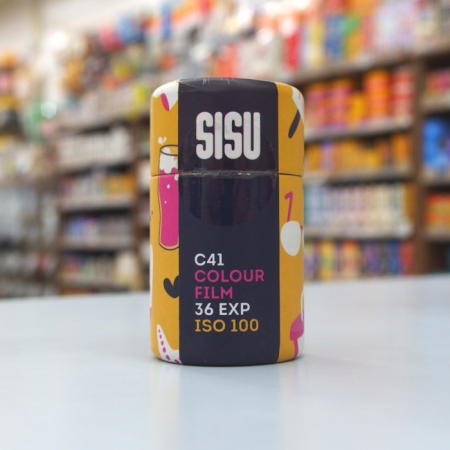 SISU
C41
COLOUR
FILM
36 EXP
ISO 100